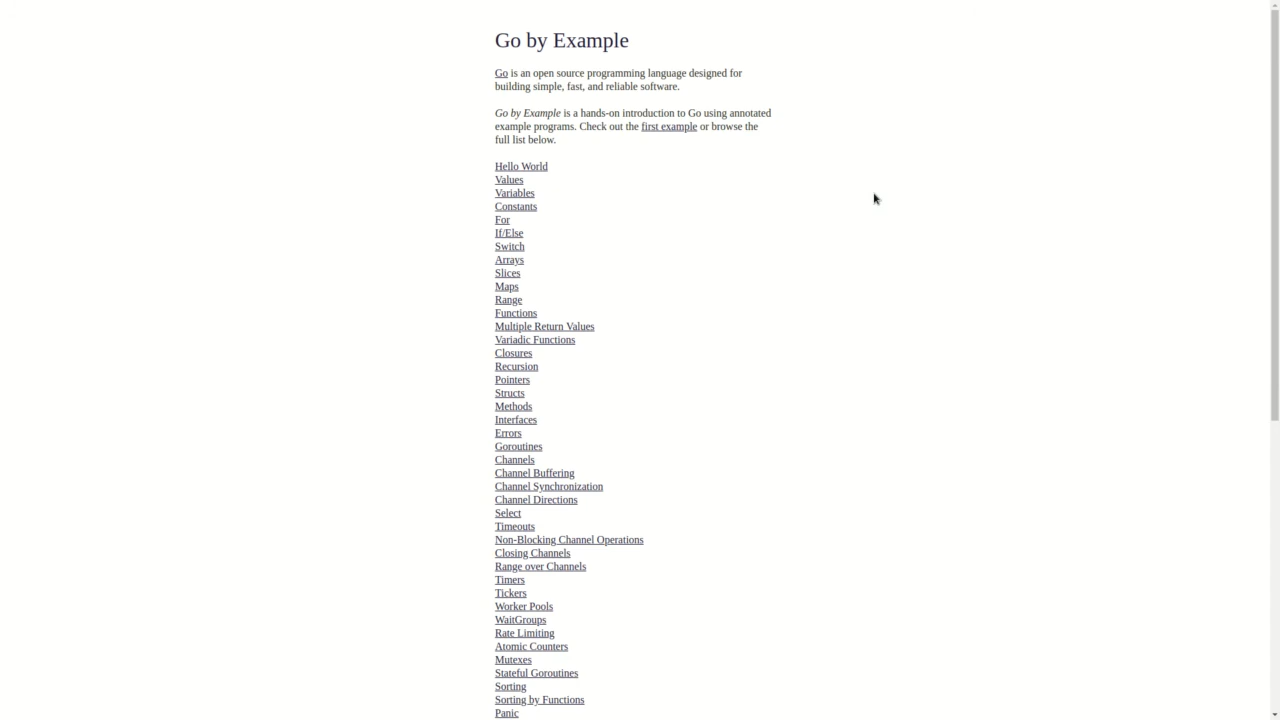 Go by Example
Go is an open source programming language designed for
building simple, fast, and reliable software.
Go by Example is a hands-on introduction to Go using annotated
example programs. Check out the first example or browse the
full list below.
Hello World
Values
Variables
Constants
For
If/Else
Switch
Arrays
Slices
Maps
Range
Functions
Multiple Return Values
Variadic Functions
Closures
Recursion
Pointers
Structs
Methods
Interfaces
Errors
Goroutines
Channels
Channel Buffering
Channel Synchronization
Channel Directions
Select
Timeouts
Non-Blocking Channel Operations
Closing Channels
Range over Channels
Timers
Tickers
Worker Pools
WaitGroups
Rate Limiting
Atomic Counters
Mutexes
Stateful Goroutines
Sorting
Sorting by Functions
Panic